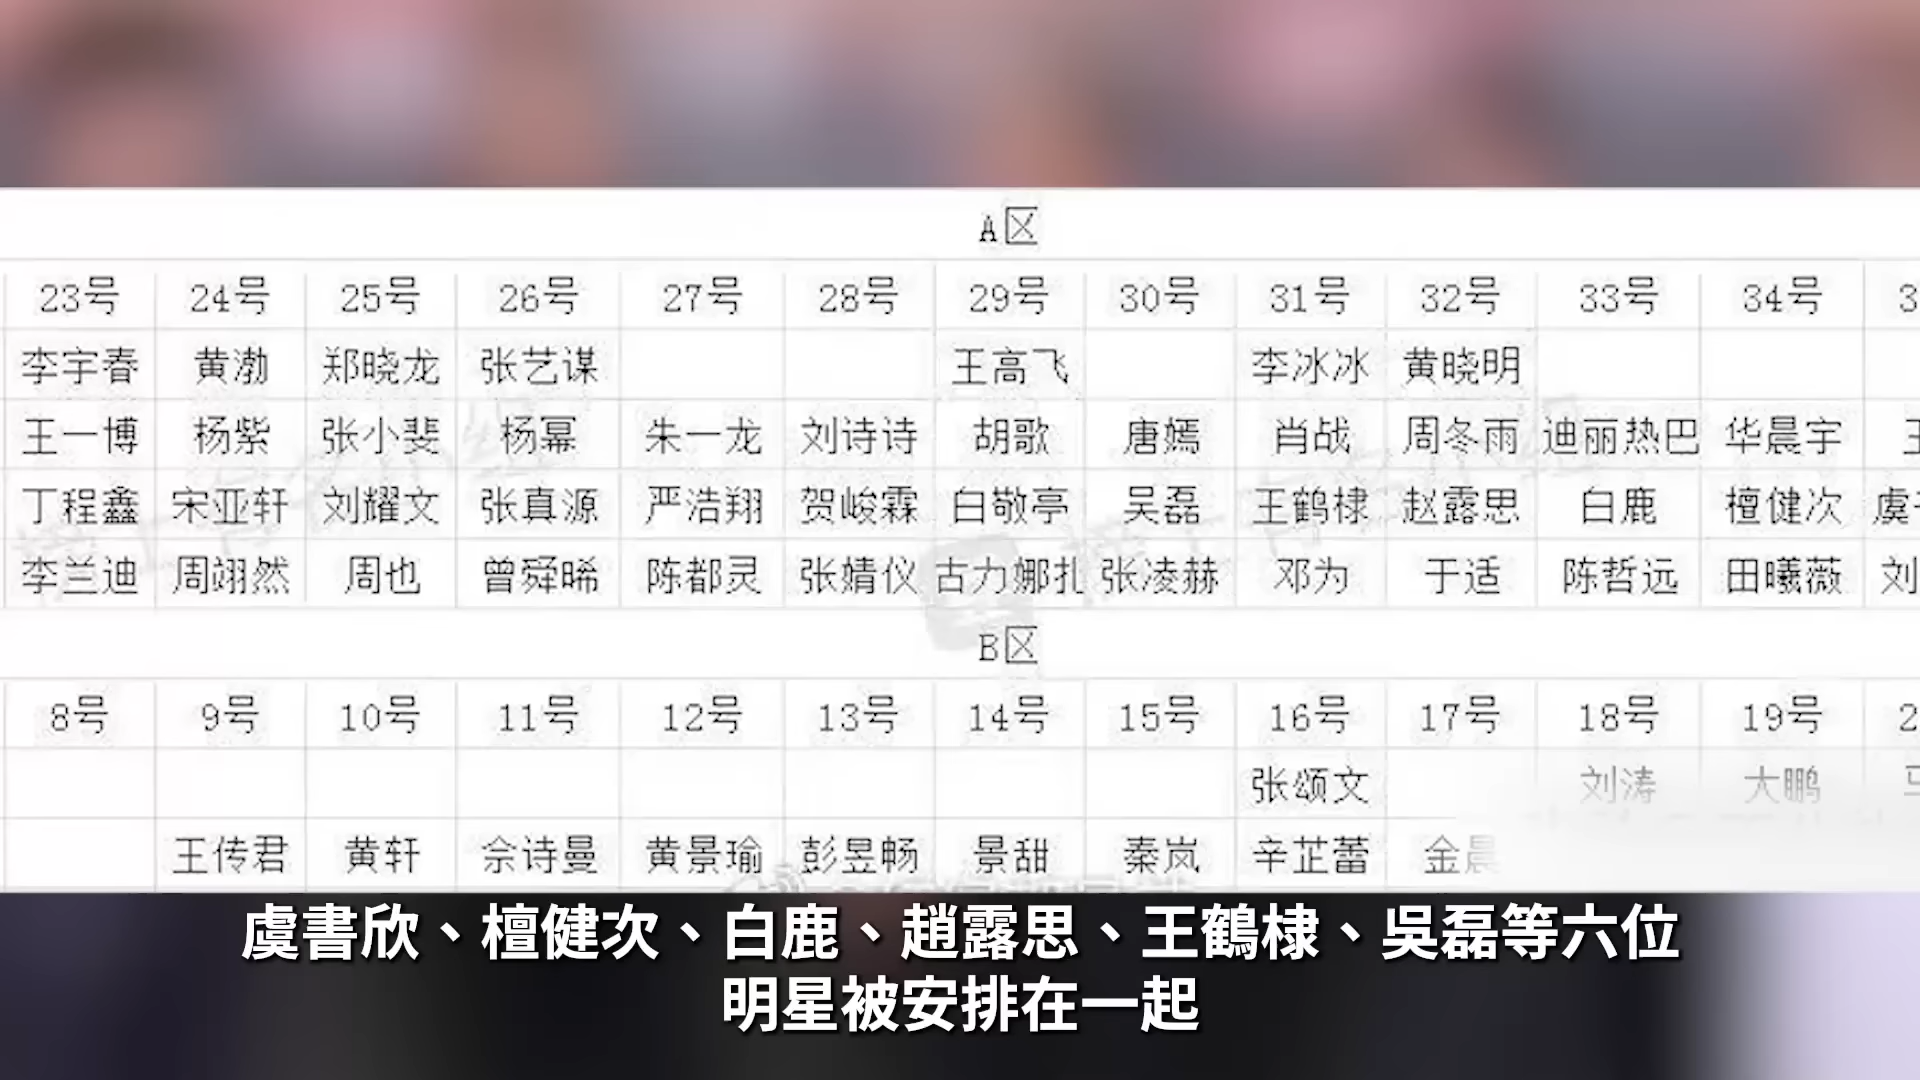 A区
23号 24号 25号 26号 27号 28号 29号 30号 31号 32号 33号 34号 3
李宇春 黄渤 郑晓龙 张艺谋 王高飞 李冰冰 黄晓明
王一博 杨紫 张小斐 杨幂 朱一龙 刘诗诗 胡歌 唐嫣 肖战 周冬雨 迪丽热巴 华晨宇 王
丁程鑫 宋亚轩 刘耀文 张真源 严浩翔 贺峻霖 白敬亭 吴磊 王鹤棣 赵露思 白鹿 檀健次 虞
李兰迪 周翊然 周也 曾舜晞 陈都灵 张婧仪 古力娜扎 张凌赫 邓为 于适 陈哲远 田曦薇 刘
B区
8号 9号 10号 11号 12号 13号 14号 15号 16号 17号 18号 19号 2
张颂文 刘涛 大鹏 马
王传君 黄轩 佘诗曼 黄景瑜 彭昱畅 景甜 秦岚 辛芷蕾 金晨
虞書欣、檀健次、白鹿、趙露思、王鶴棣、吳磊等六位
明星被安排在一起